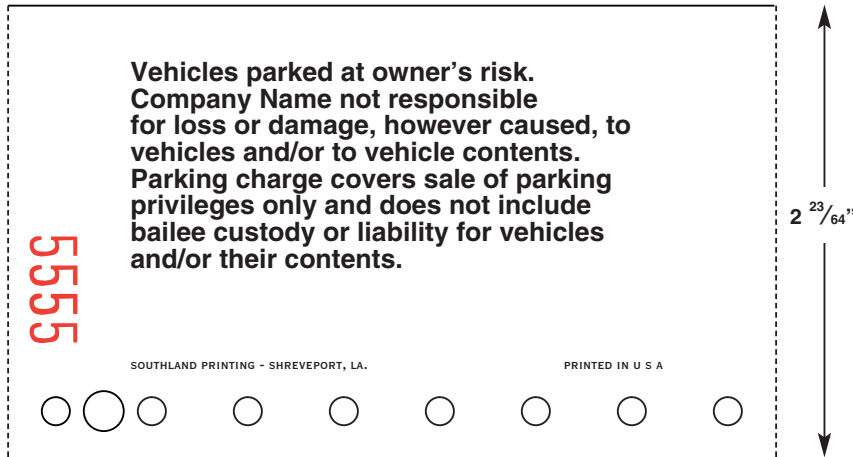 Vehicles parked at owner’s risk.
Company Name not responsible
for loss or damage, however caused, to
vehicles and/or to vehicle contents.
Parking charge covers sale of parking
privileges only and does not include
bailee custody or liability for vehicles
and/or their contents.
5555
SOUTHLAND PRINTING - SHREVEPORT, LA. PRINTED IN U S A
2 23/64”